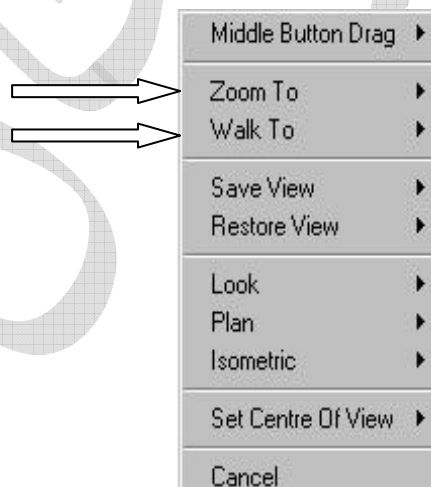 Middle Button Drag
Zoom To
Walk To
Save View
Restore View
Look
Plan
Isometric
Set Centre Of View
Cancel